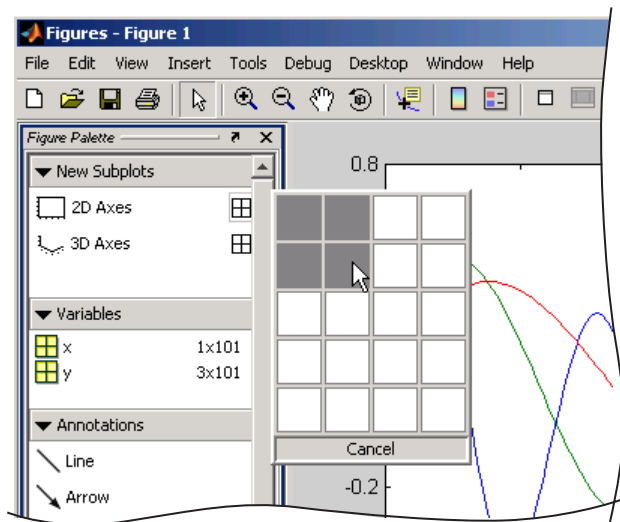 Figures - Figure 1
File Edit View Insert Tools Debug Desktop Window Help
Figure Palette
New Subplots
2D Axes
3D Axes
Variables
x 1x101
y 3x101
Annotations
Line
Arrow
Cancel
0.8
-0.2